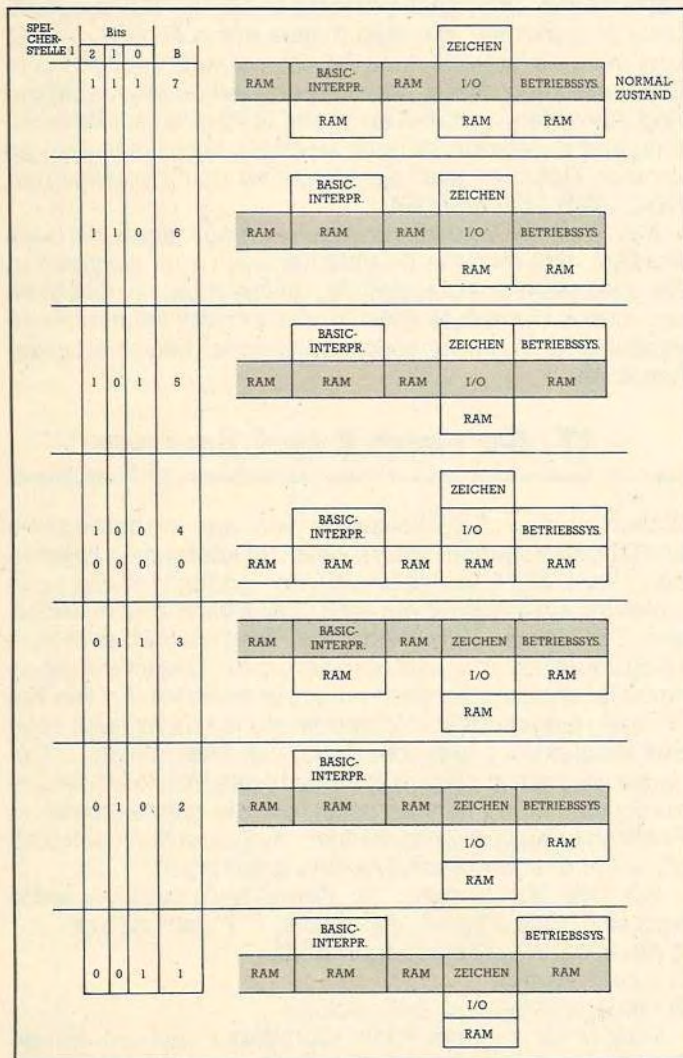 SPEI-
CHER-
STELLE 1
Bits
2 1 0 B
ZEICHEN
1 1 1 7 RAM BASIC-INTERPR. RAM I/O BETRIEBSSYS. NORMAL-ZUSTAND
RAM RAM RAM
BASIC-INTERPR. ZEICHEN
1 1 0 6 RAM RAM RAM I/O BETRIEBSSYS.
RAM RAM
BASIC-INTERPR. ZEICHEN BETRIEBSSYS.
1 0 1 5 RAM RAM RAM I/O RAM
RAM
ZEICHEN
1 0 0 4 BASIC-INTERPR. I/O BETRIEBSSYS.
0 0 0 0 RAM RAM RAM RAM RAM
0 1 1 3 RAM BASIC-INTERPR. RAM ZEICHEN BETRIEBSSYS.
RAM I/O RAM
RAM
BASIC-INTERPR.
0 1 0 2 RAM RAM RAM ZEICHEN BETRIEBSSYS.
I/O RAM
RAM
BASIC-INTERPR. BETRIEBSSYS.
0 0 1 1 RAM RAM RAM ZEICHEN RAM
I/O
RAM